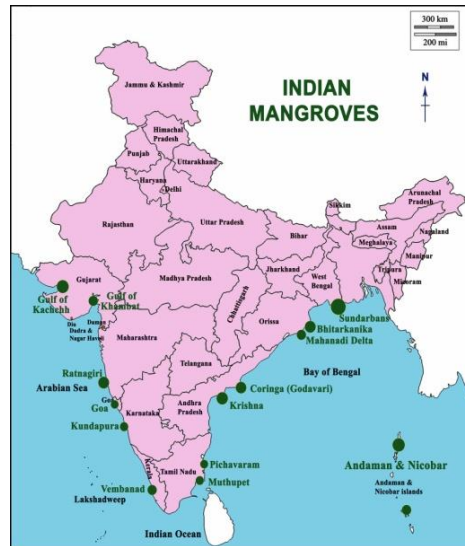 300 km
200 mi
INDIAN
MANGROVES
N
Jammu & Kashmir
Himachal
Pradesh
Punjab
Uttarakhand
Haryana
Delhi
Arunachal
Pradesh
Sikkim
Rajasthan
Uttar Pradesh
Assam
Nagaland
Bihar
Meghalaya
Manipur
Jharkhand
West
Bengal
Tripura
Mizoram
Gujarat
Madhya Pradesh
Chhattisgarh
Gulf of
Kachehh
Gulf of
Khambat
Sundarbans
Orissa
Bhitarkanika
Mahanadi Delta
Diu
Daman
Dadra &
Nagar Haveli
Maharashtra
Telangana
Bay of Bengal
Ratnagiri
Arabian Sea
Coringa (Godavari)
Goa
Goa
Karnataka
Andhra
Pradesh
Krishna
Kundapura
Andaman & Nicobar
Pichavaram
Kerala
Tamil Nadu
Muthupet
Andaman &
Nicobar islands
Vembanad
Lakshadweep
Indian Ocean